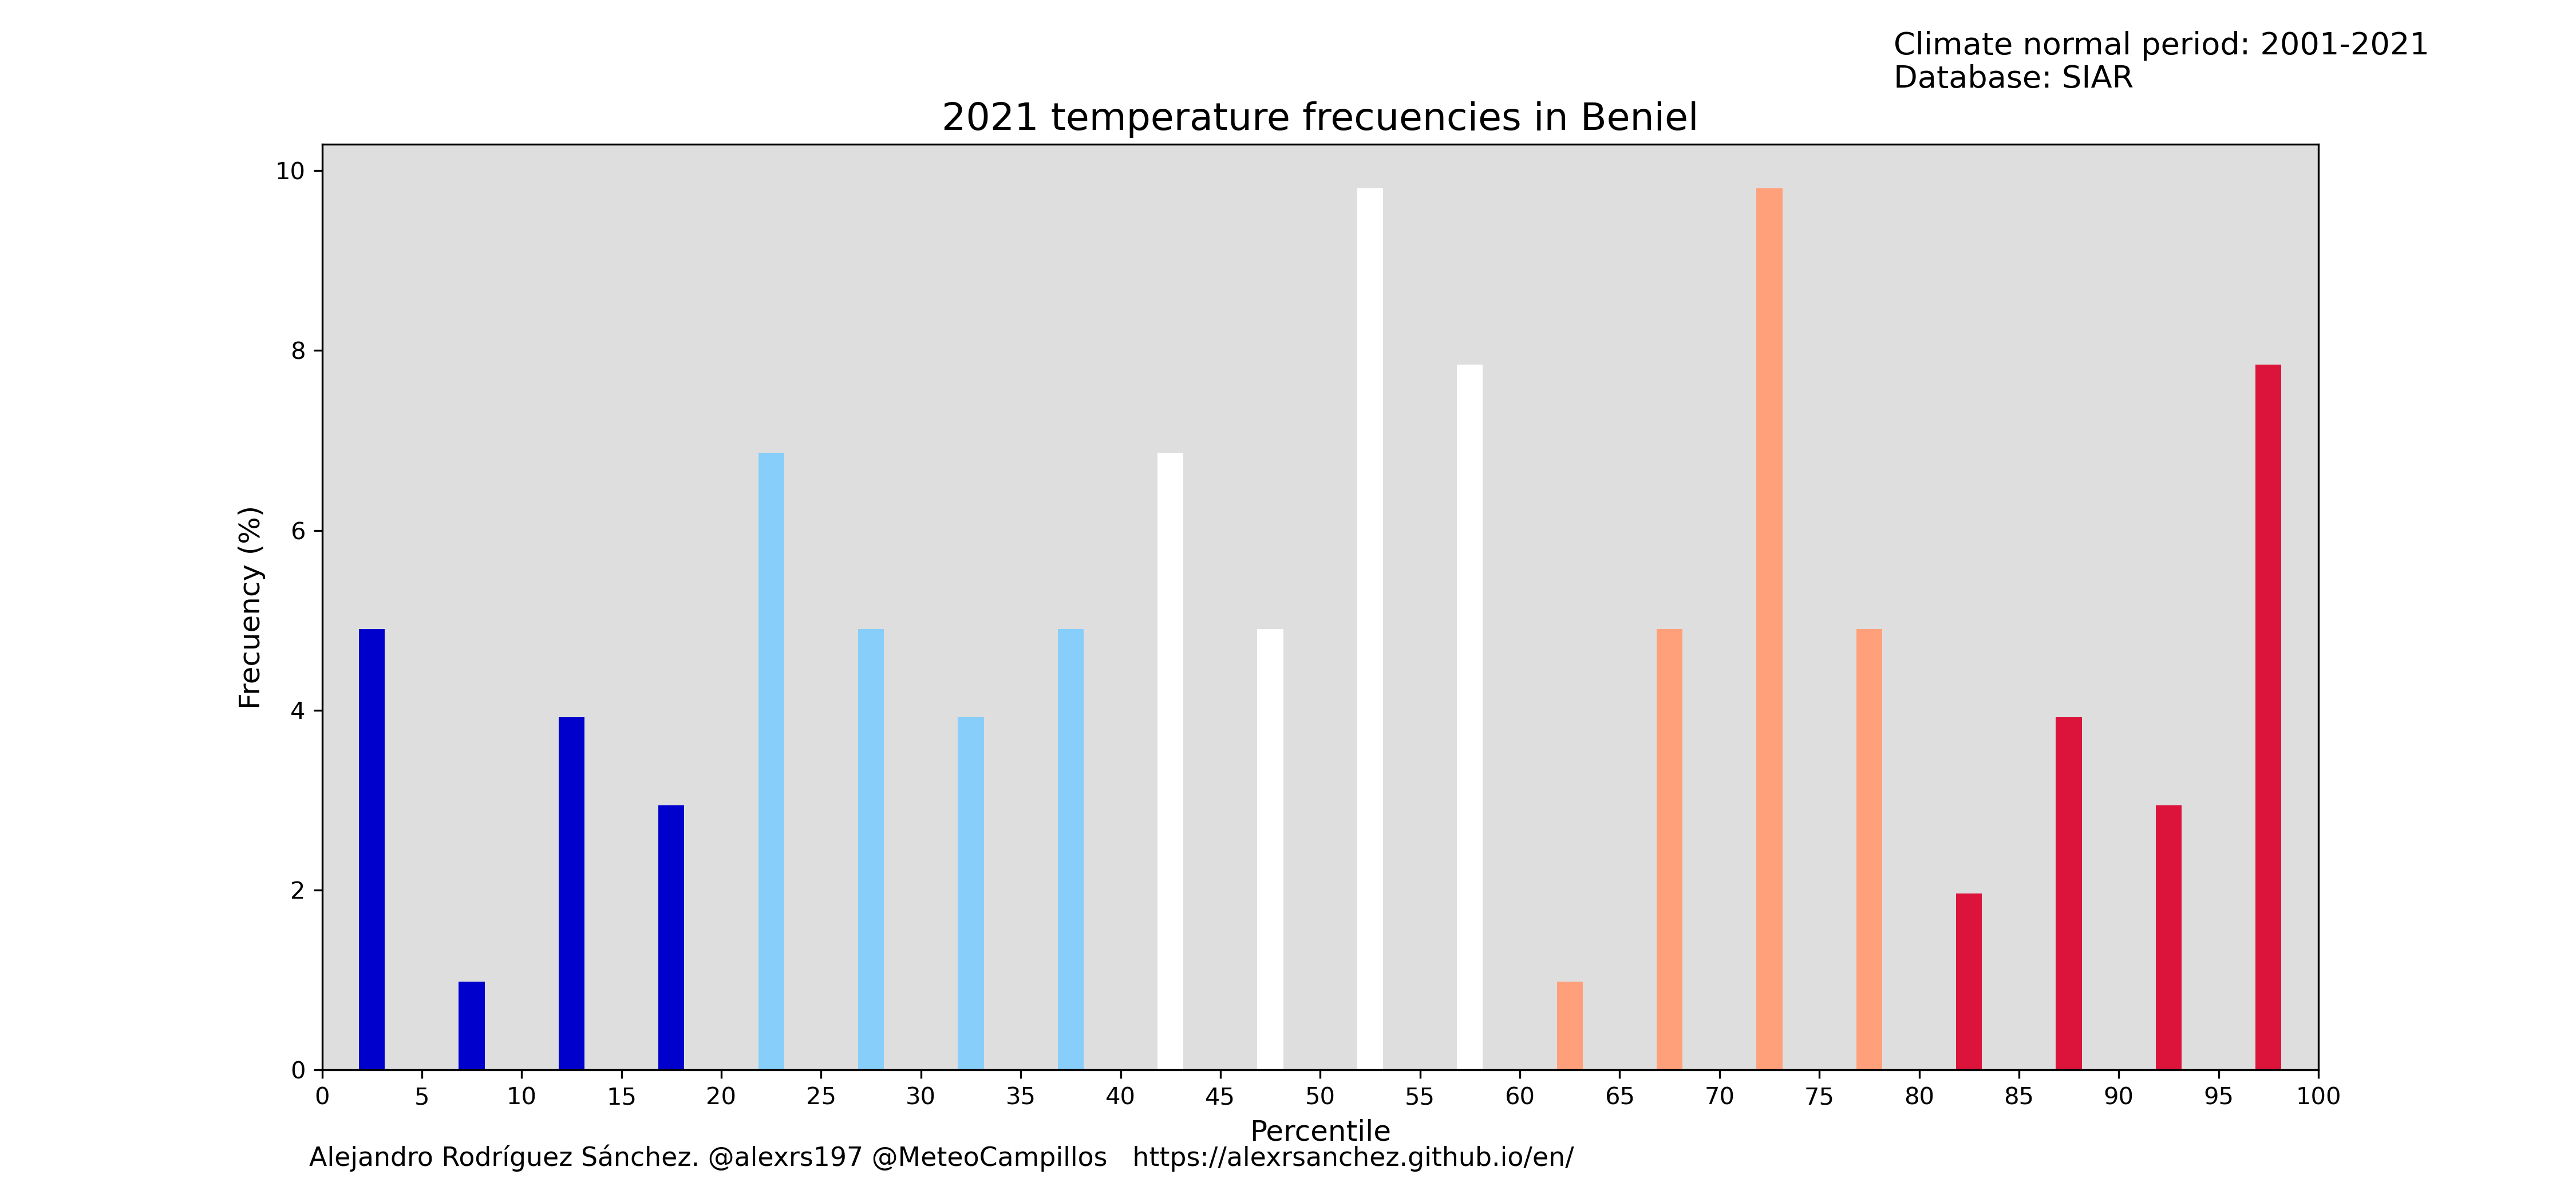 Climate normal period: 2001-2021
Database: SIAR
2021 temperature frecuencies in Beniel
10
8
6
4
2
0
Frecuency (%)
0 5 10 15 20 25 30 35 40 45 50 55 60 65 70 75 80 85 90 95 100
Percentile
Alejandro Rodríguez Sánchez. @alexrs197 @MeteoCampillos https://alexrsanchez.github.io/en/